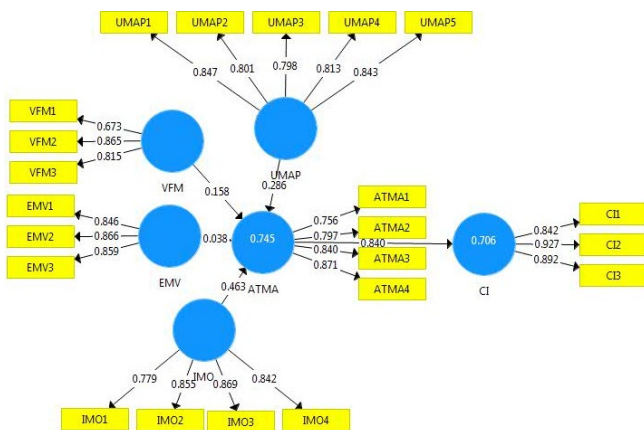 UMAP1 UMAP2 UMAP3 UMAP4 UMAP5
0.847 0.801 0.798 0.813 0.843
UMAP
0.286
VFM1 0.673
VFM2 0.865
VFM3 0.815
VFM
0.158
EMV1 0.846
EMV2 0.866
EMV3 0.859
EMV
0.038
0.745
ATMA
0.463
0.756 ATMA1
0.797 ATMA2
0.840
0.840 ATMA3
0.871 ATMA4
0.706
CI
0.842 CI1
0.927 CI2
0.892 CI3
IMO
0.779 0.855 0.869 0.842
IMO1 IMO2 IMO3 IMO4